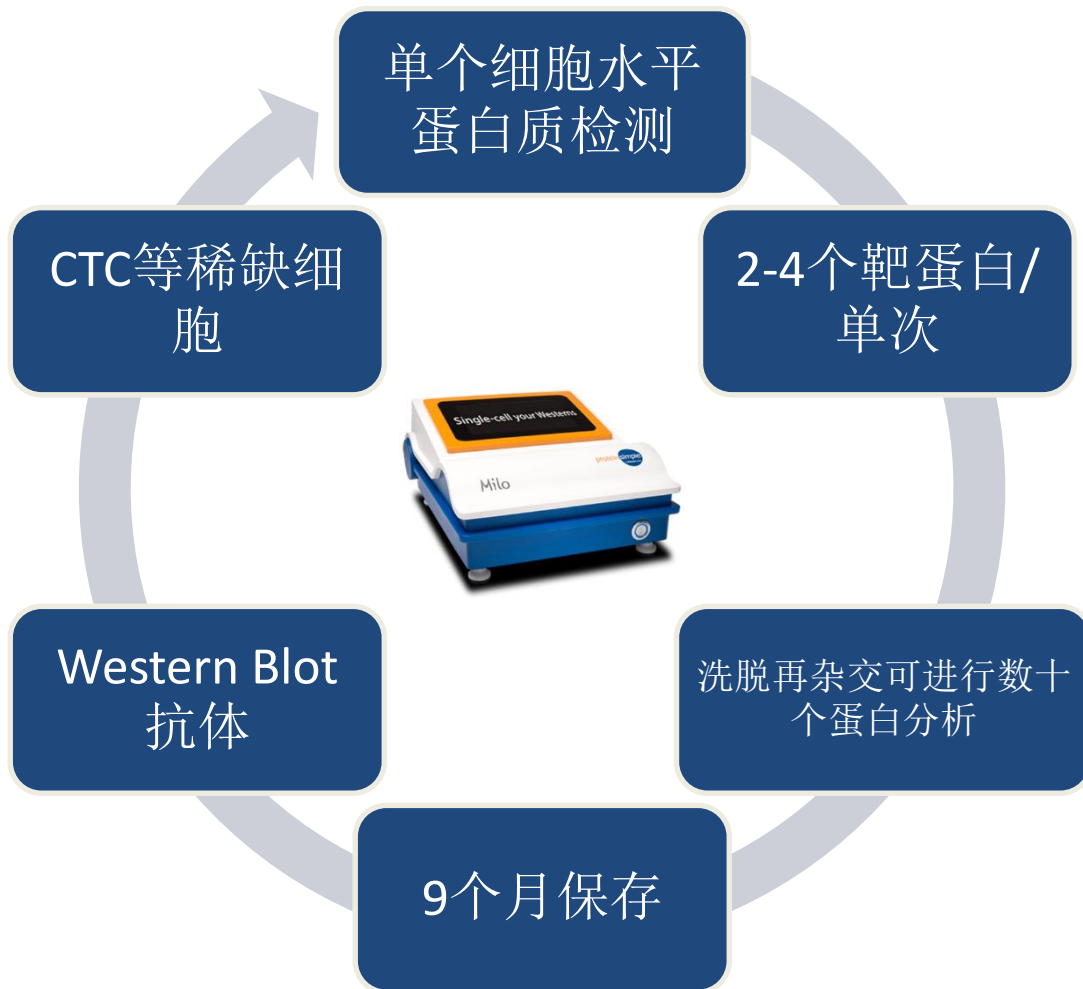 单个细胞水平
蛋白质检测
2-4个靶蛋白/
单次
洗脱再杂交可进行数十
个蛋白分析
9个月保存
Western Blot
抗体
CTC等稀缺细
胞
Single-cell your Westerns
proteinsimple
Milo